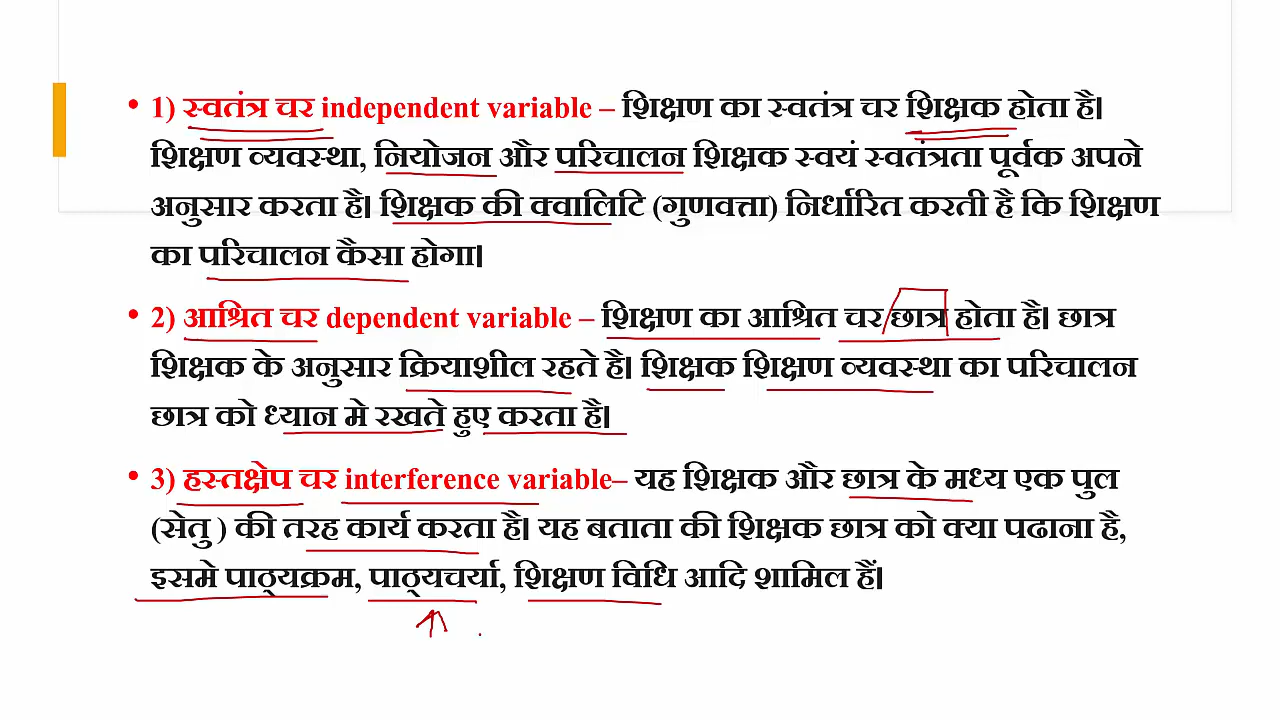 • 1) स्वतंत्र चर independent variable – शिक्षण का स्वतंत्र चर शिक्षक होता है।
शिक्षण व्यवस्था, नियोजन और परिचालन शिक्षक स्वयं स्वतंत्रता पूर्वक अपने
अनुसार करता है। शिक्षक की क्वालिटि (गुणवत्ता) निर्धारित करती है कि शिक्षण
का परिचालन कैसा होगा।
• 2) आश्रित चर dependent variable – शिक्षण का आश्रित चर छात्र होता है। छात्र
शिक्षक के अनुसार क्रियाशील रहते है। शिक्षक शिक्षण व्यवस्था का परिचालन
छात्र को ध्यान मे रखते हुए करता है।
• 3) हस्तक्षेप चर interference variable– यह शिक्षक और छात्र के मध्य एक पुल
(सेतु ) की तरह कार्य करता है। यह बताता की शिक्षक छात्र को क्या पढाना है,
इसमे पाठ्यक्रम, पाठ्यचर्या, शिक्षण विधि आदि शामिल हैं।